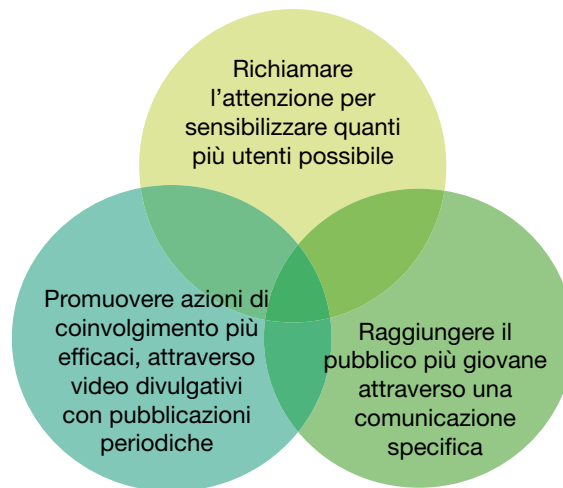 Richiamare
l’attenzione per
sensibilizzare quanti
più utenti possibile
Promuovere azioni di
coinvolgimento più
efficaci, attraverso
video divulgativi
con pubblicazioni
periodiche
Raggiungere il
pubblico più giovane
attraverso una
comunicazione
specifica